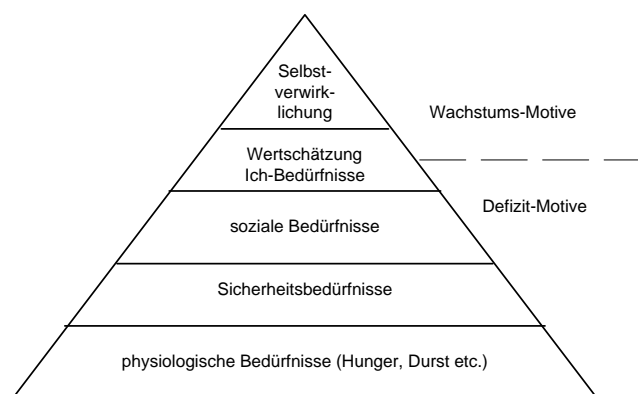 Selbst-
verwirk-
lichung
Wachstums-Motive
Wertschätzung
Ich-Bedürfnisse
Defizit-Motive
soziale Bedürfnisse
Sicherheitsbedürfnisse
physiologische Bedürfnisse (Hunger, Durst etc.)